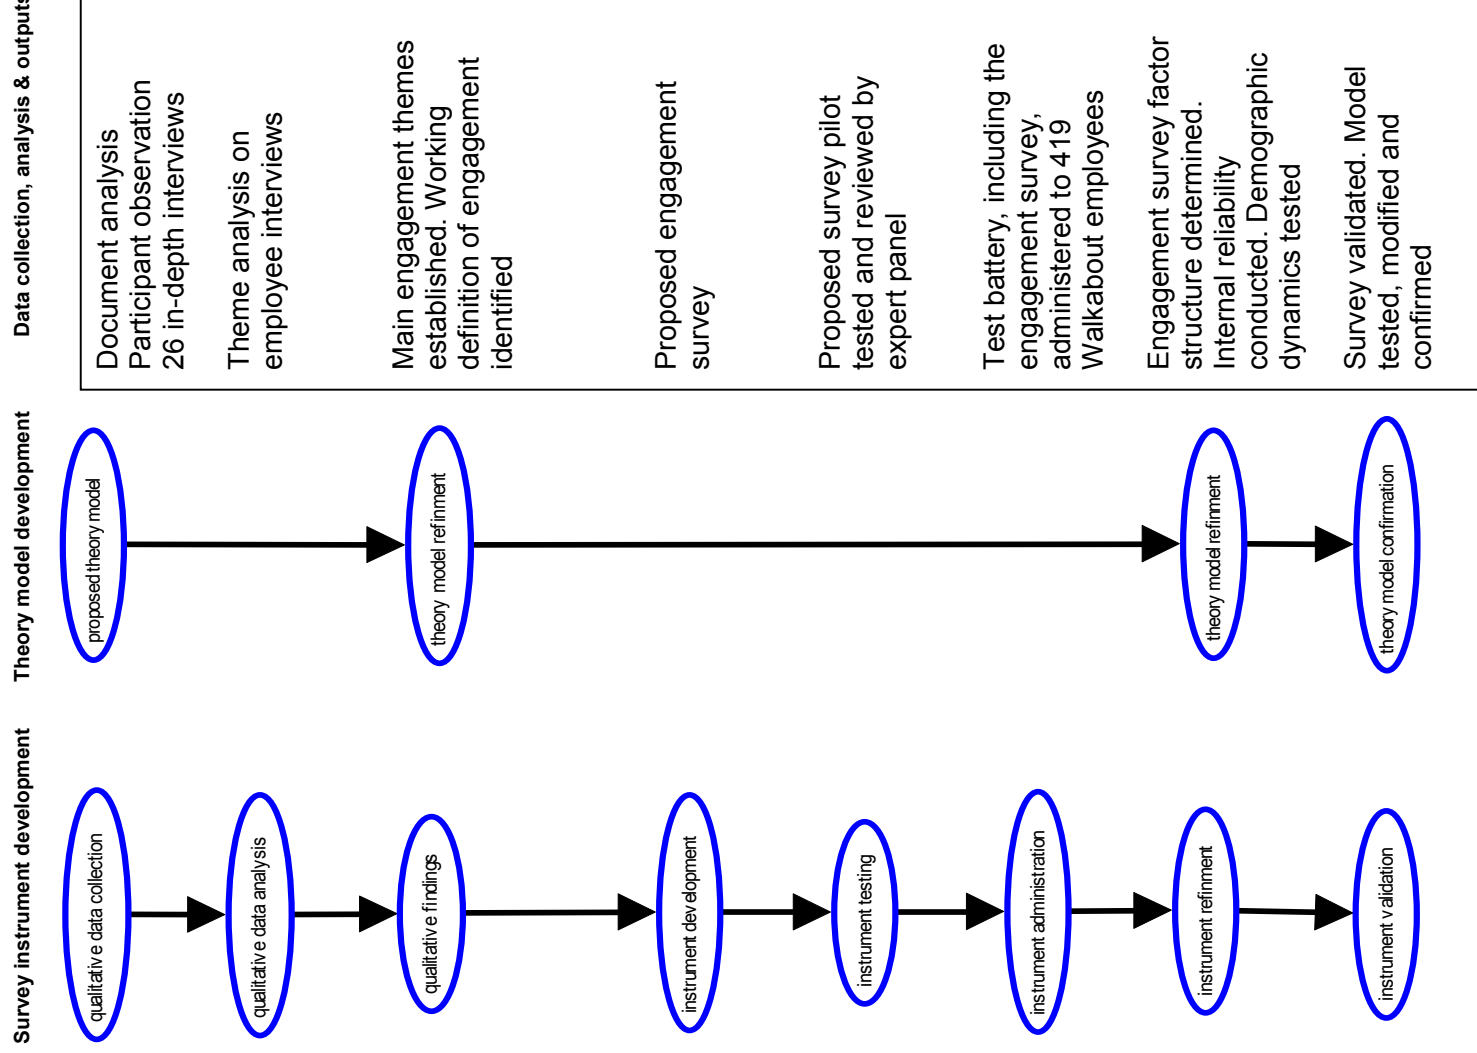 Survey instrument development
Theory model development
Data collection, analysis & outputs
qualitative data collection
proposed theory model
Document analysis
Participant observation
26 in-depth interviews
qualitative data analysis
Theme analysis on
employee interviews
qualitative findings
theory model refinment
Main engagement themes
established. Working
definition of engagement
identified
instrument development
Proposed engagement
survey
instrument testing
Proposed survey pilot
tested and reviewed by
expert panel
instrument administration
Test battery, including the
engagement survey,
administered to 419
Walkabout employees
instrument refinment
theory model refinment
Engagement survey factor
structure determined.
Internal reliability
conducted. Demographic
dynamics tested
instrument validation
theory model confirmation
Survey validated. Model
tested, modified and
confirmed